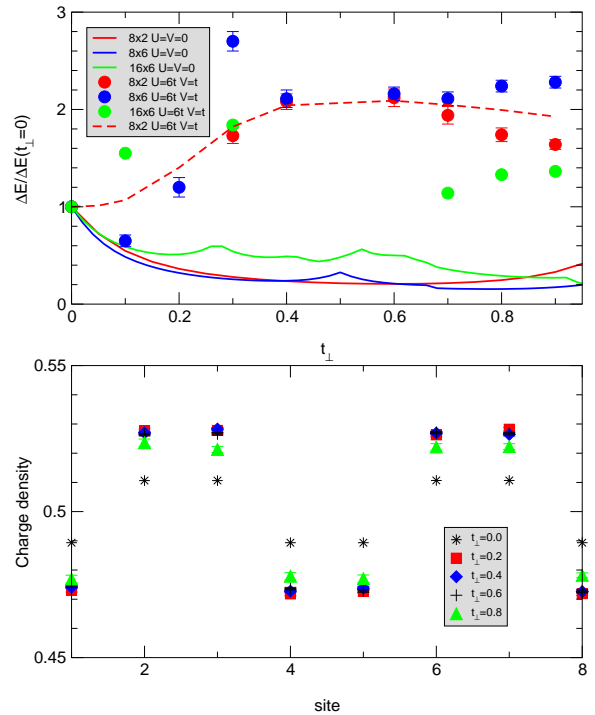 3
2
1
0
ΔE/ΔE(t⊥=0)
8x2 U=V=0
8x6 U=V=0
16x6 U=V=0
8x2 U=6t V=t
8x6 U=6t V=t
16x6 U=6t V=t
8x2 U=6t V=t
0 0.2 0.4 0.6 0.8
t⊥
0.55
0.5
0.45
Charge density
t⊥=0.0
t⊥=0.2
t⊥=0.4
t⊥=0.6
t⊥=0.8
2 4 6 8
site